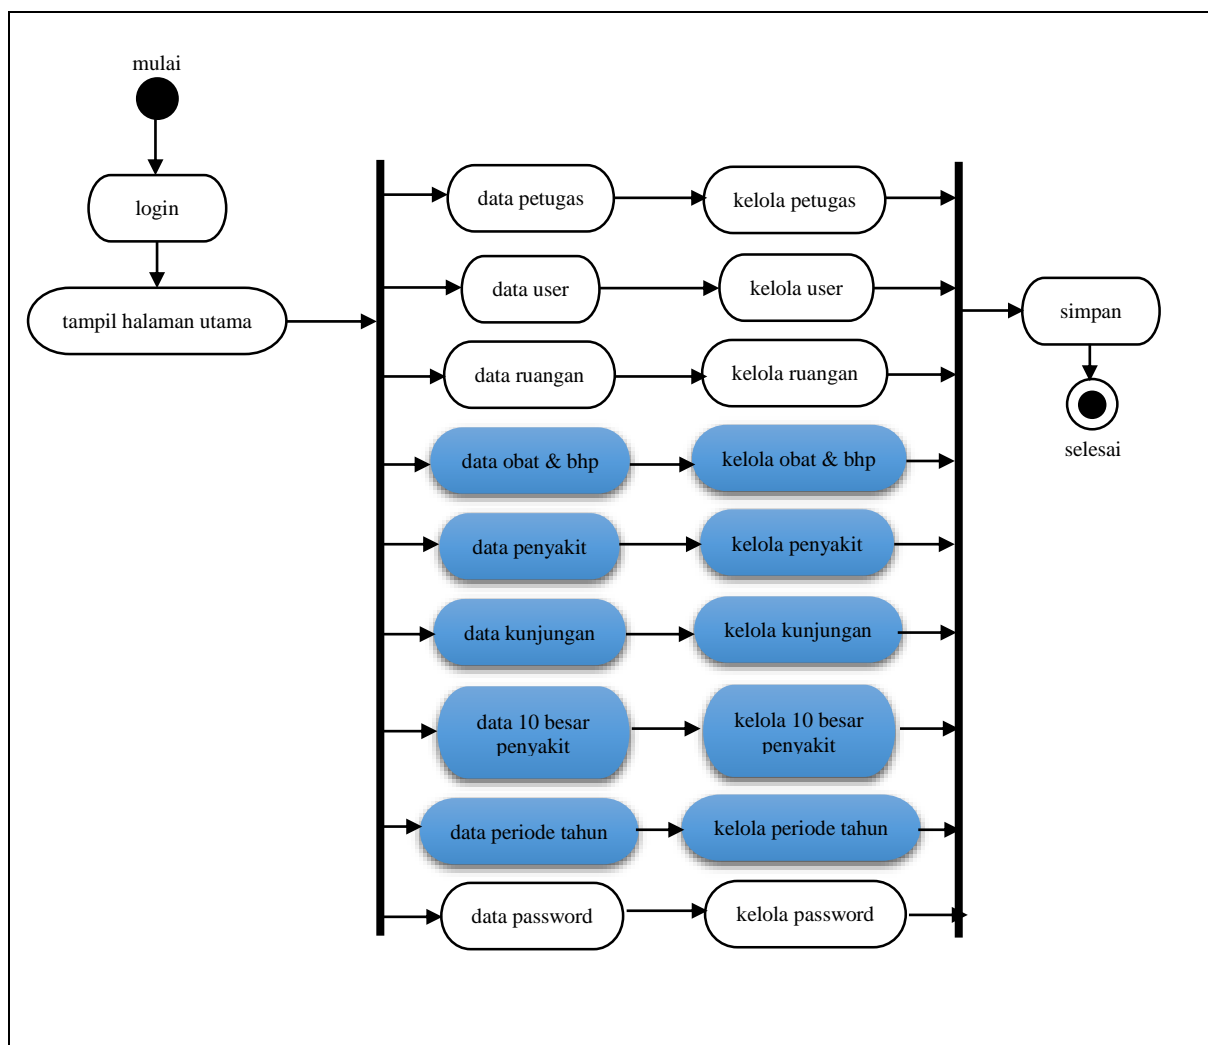 mulai
login
tampil halaman utama
data petugas
kelola petugas
data user
kelola user
data ruangan
kelola ruangan
data obat & bhp
kelola obat & bhp
data penyakit
kelola penyakit
data kunjungan
kelola kunjungan
data 10 besar
penyakit
kelola 10 besar
penyakit
data periode tahun
kelola periode tahun
data password
kelola password
simpan
selesai